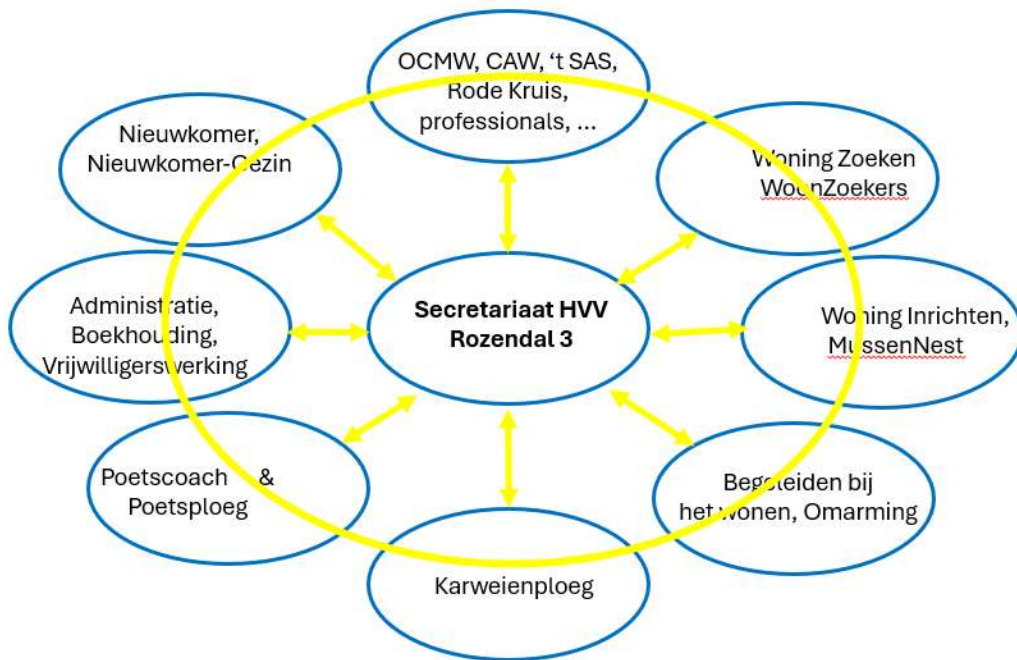 OCMW, CAW, ‘t SAS,
Rode Kruis,
professionals, ...
Nieuwkomer,
Nieuwkomer-Gezin
Woning Zoeken
WoonZoekers
Administratie,
Boekhouding,
Vrijwilligerswerking
Secretariaat HVV
Rozendal 3
Woning Inrichten,
MussenNest
Poetscoach &
Poetsploeg
Begeleiden bij
het wonen, Omarming
Karweienploeg